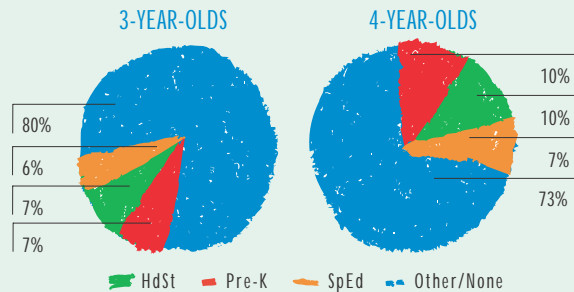 3-YEAR-OLDS
80%
6%
7%
7%
4-YEAR-OLDS
10%
10%
7%
73%
HdSt Pre-K SpEd Other/None